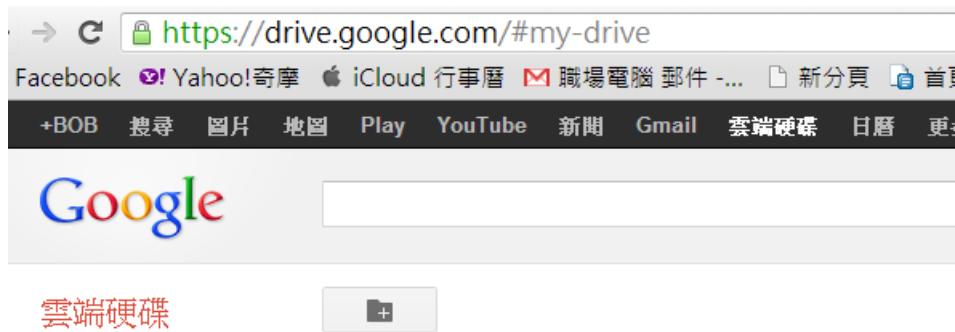 https://drive.google.com/#my-drive
Facebook Yahoo!奇摩 iCloud 行事曆 職場電腦 郵件 -... 新分頁 首頁
+BOB 搜尋 圖片 地圖 Play YouTube 新聞 Gmail 雲端硬碟 日曆
Google
雲端硬碟